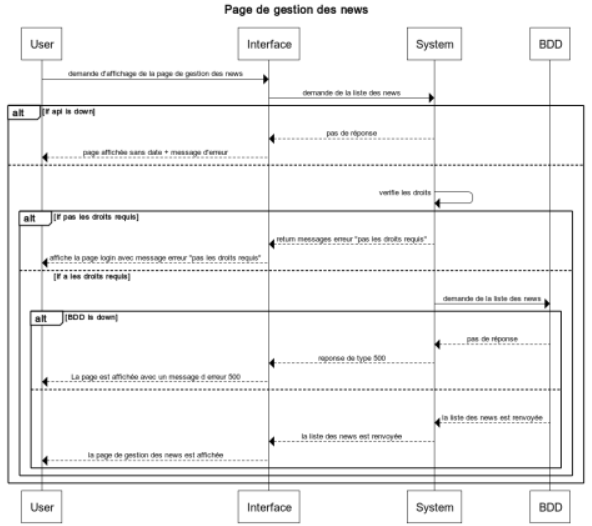 Page de gestion des news
User Interface System BDD
demande d'affichage de la page de gestion des news
demande de la liste des news
alt [If api is down]
pas de réponse
page affichée sans date + message d'erreur
verifie les droits
alt [If pas les droits requis]
return messages erreur "pas les droits requis"
affiche la page login avec message erreur "pas les droits requis"
[If a les droits requis]
demande de la liste des news
alt [BDD is down]
pas de réponse
reponse de type 500
La page est affichée avec un message d erreur 500
la liste des news est renvoyée
la liste des news est renvoyée
la page de gestion des news est affichée
User Interface System BDD